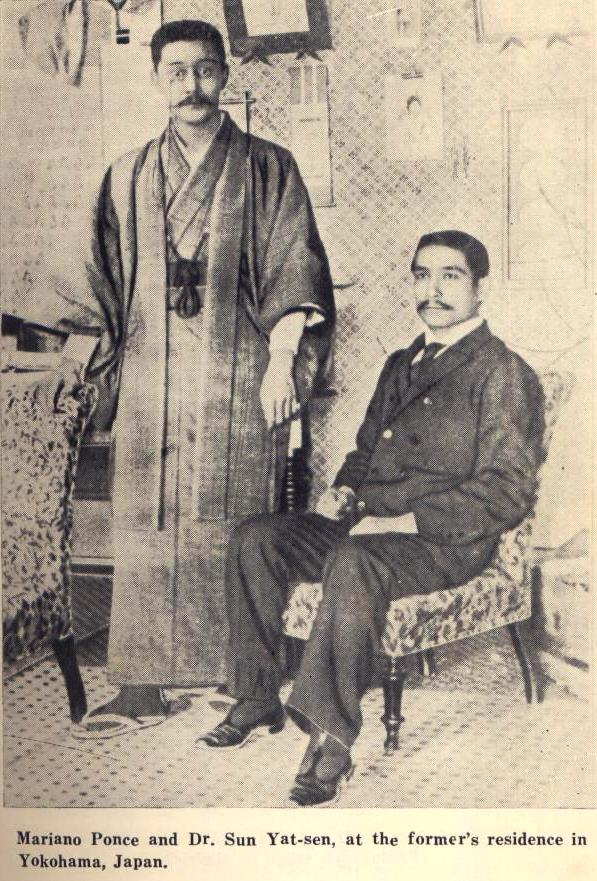 Mariano Ponce and Dr. Sun Yat-sen, at the former's residence in
Yokohama, Japan.